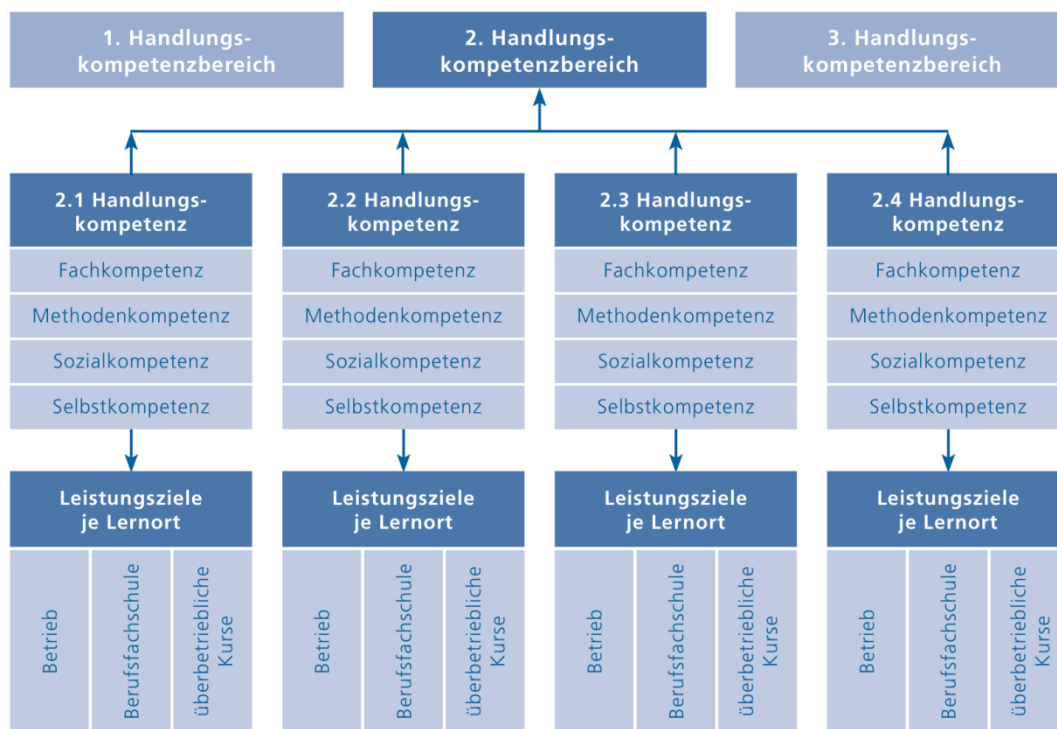 1. Handlungs-
kompetenzbereich
2. Handlungs-
kompetenzbereich
3. Handlungs-
kompetenzbereich
2.1 Handlungs-
kompetenz
2.2 Handlungs-
kompetenz
2.3 Handlungs-
kompetenz
2.4 Handlungs-
kompetenz
Fachkompetenz
Fachkompetenz
Fachkompetenz
Fachkompetenz
Methodenkompetenz
Methodenkompetenz
Methodenkompetenz
Methodenkompetenz
Sozialkompetenz
Sozialkompetenz
Sozialkompetenz
Sozialkompetenz
Selbstkompetenz
Selbstkompetenz
Selbstkompetenz
Selbstkompetenz
Leistungsziele
je Lernort
Leistungsziele
je Lernort
Leistungsziele
je Lernort
Leistungsziele
je Lernort
Betrieb
Berufsfachschule
überbetriebliche
Kurse
Betrieb
Berufsfachschule
überbetriebliche
Kurse
Betrieb
Berufsfachschule
überbetriebliche
Kurse
Betrieb
Berufsfachschule
überbetriebliche
Kurse